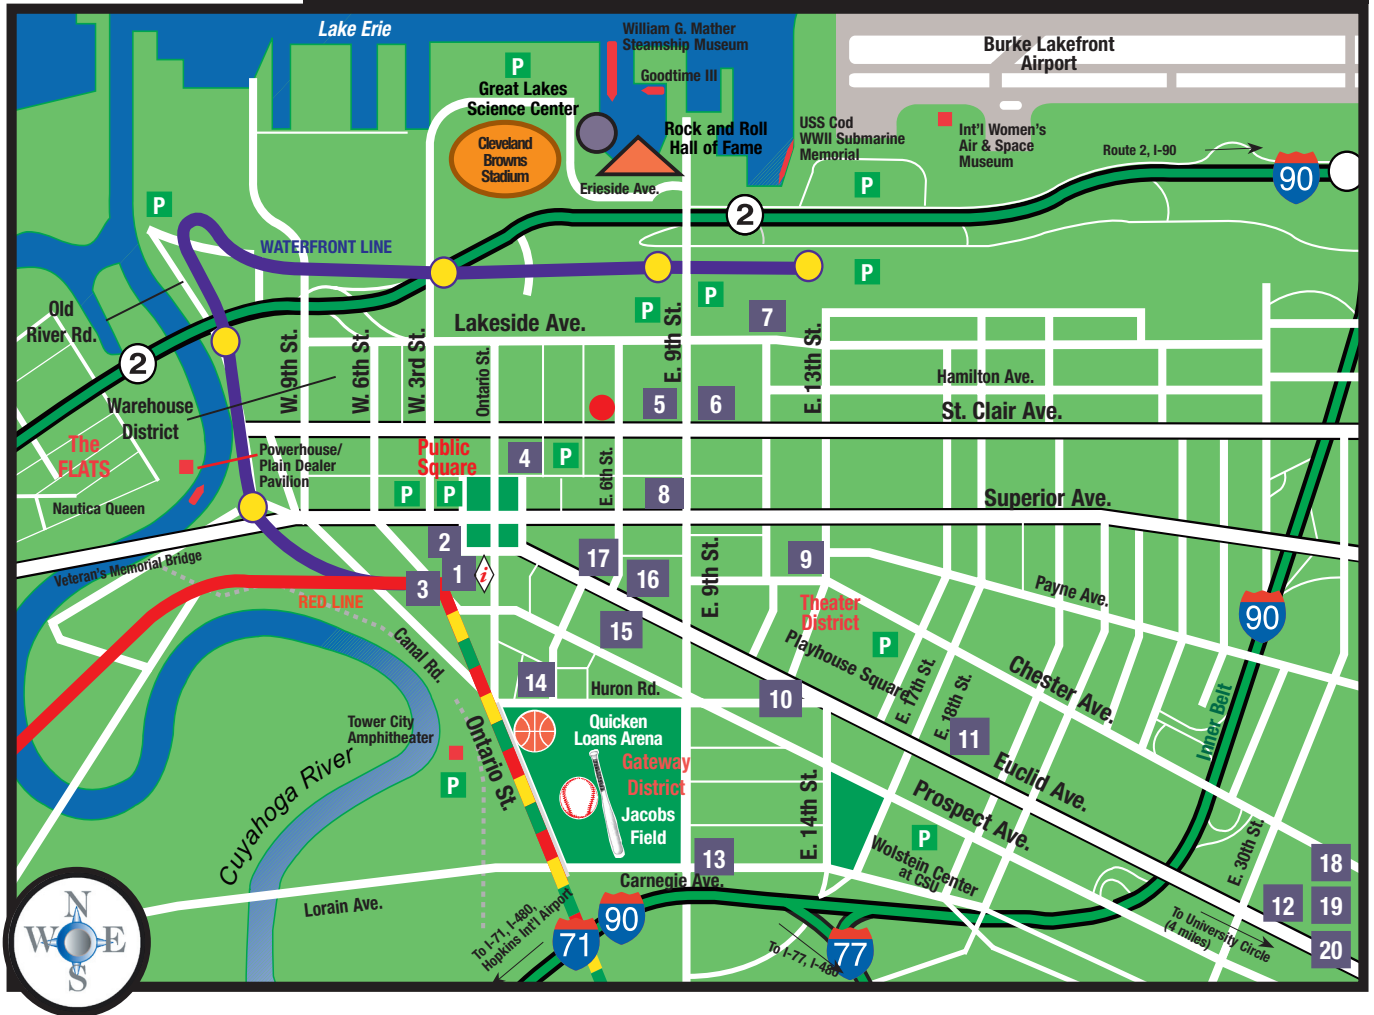 Lake Erie
William G. Mather
Steamship Museum
Goodtime III
Burke Lakefront
Airport
P
Great Lakes
Science Center
Cleveland
Browns
Stadium
Rock and Roll
Hall of Fame
Erieside Ave.
USS Cod
WWII Submarine
Memorial
Int'l Women's
Air & Space
Museum
Route 2, I-90
90
P
P
2
WATERFRONT LINE
P
P
P
7
Old
River Rd.
Lakeside Ave.
2
W. 9th St.
W. 6th St.
W. 3rd St.
Ontario St.
E. 9th St.
E. 13th St.
Hamilton Ave.
St. Clair Ave.
5
6
Warehouse
District
The
FLATS
Powerhouse/
Plain Dealer
Pavilion
Public
Square
4
P
E. 6th St.
P
P
8
Superior Ave.
Nautica Queen
Veteran's Memorial Bridge
2
1
i
3
17
16
15
E. 9th St.
9
Theater
District
Playhouse Square
P
Payne Ave.
90
RED LINE
Canal Rd.
14
Huron Rd.
10
E. 17th St.
E. 18th St.
11
Chester Ave.
Inner Belt
Tower City
Amphitheater
P
Ontario St.
Quicken
Loans Arena
Gateway
District
Jacobs
Field
Cuyahoga River
E. 14th St.
Euclid Ave.
Prospect Ave.
P
Wolstein Center
at CSU
E. 30th St.
13
Carnegie Ave.
Lorain Ave.
To I-71, I-480,
Hopkins Int'l Airport
71
90
To I-77, I-480
77
To University Circle
(4 miles)
18
12
19
20
N
W
E
S